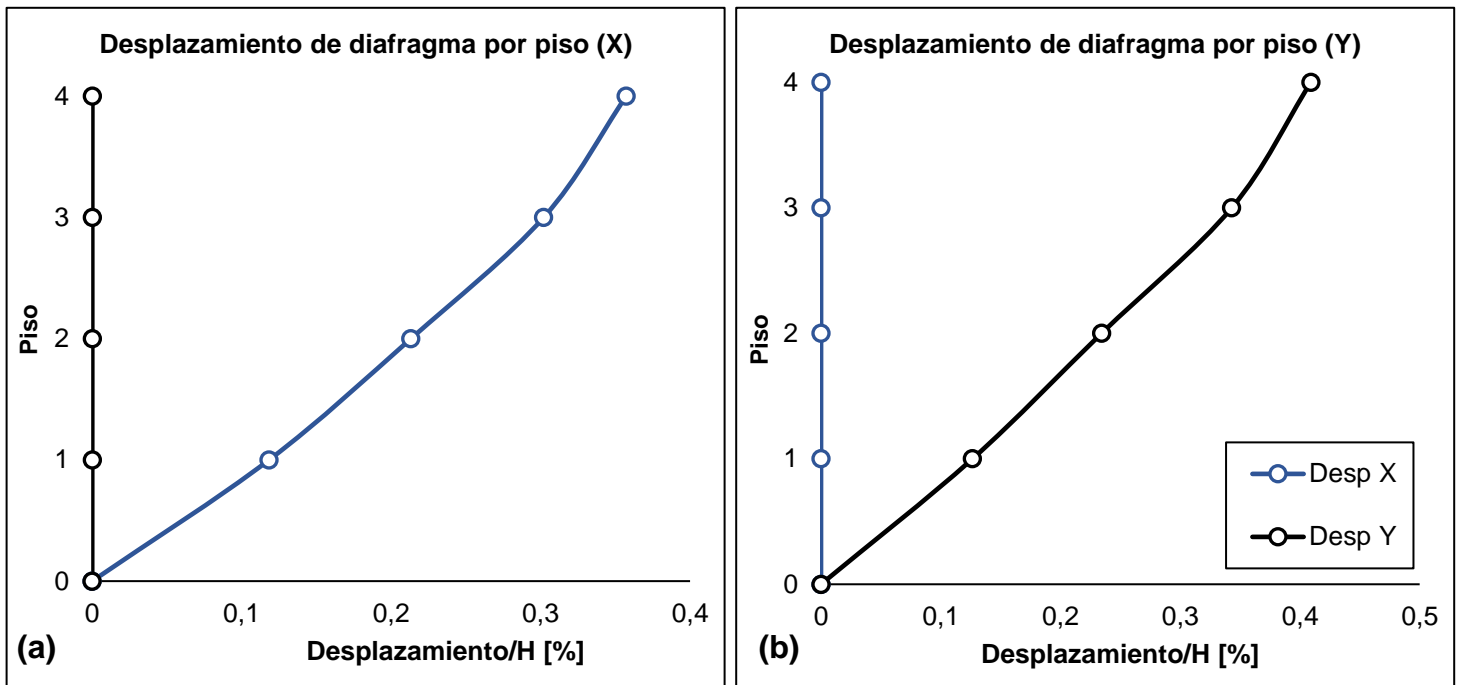 Desplazamiento de diafragma por piso (X)
4
3
2
1
0
Piso
0 0,1 0,2 0,3 0,4
Desplazamiento/H [%]
(a)
Desplazamiento de diafragma por piso (Y)
4
3
2
1
0
Piso
Desp X
Desp Y
0 0,1 0,2 0,3 0,4 0,5
Desplazamiento/H [%]
(b)